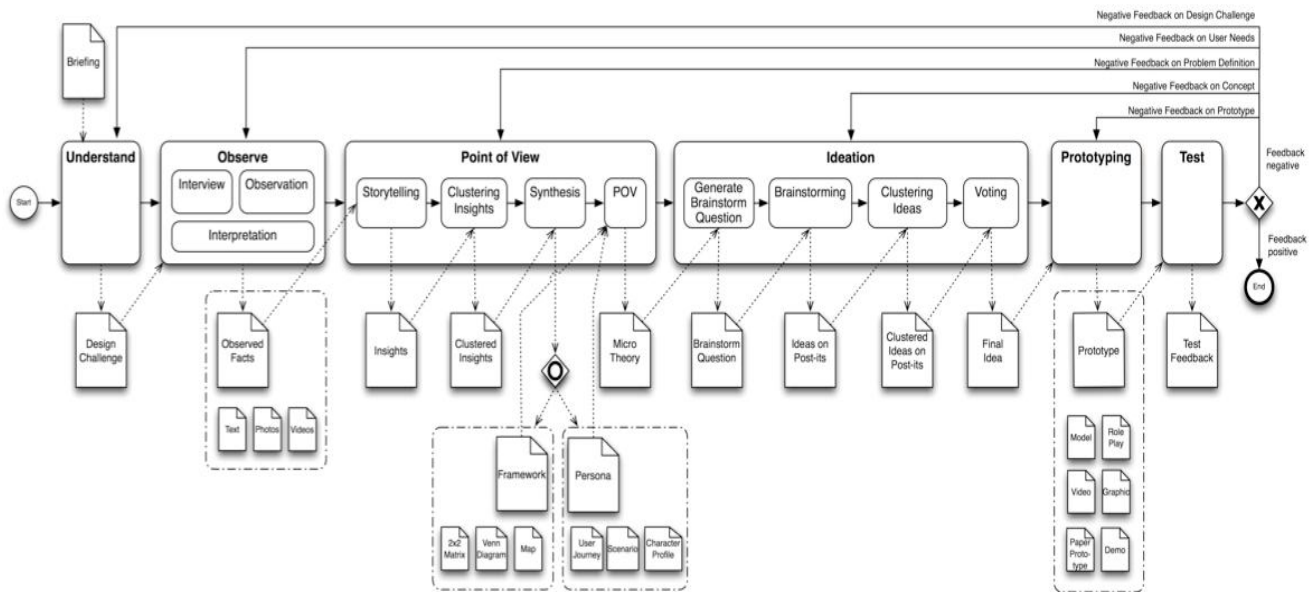 Negative Feedback on Design Challenge
Negative Feedback on User Needs
Negative Feedback on Problem Definition
Negative Feedback on Concept
Negative Feedback on Prototype
Briefing
Understand
Observe
Point of View
Ideation
Prototyping
Test
Feedback
negative
Start
Interview
Observation
Interpretation
Storytelling
Clustering
Insights
Synthesis
POV
Generate
Brainstorm
Question
Brainstorming
Clustering
Ideas
Voting
X
Feedback
positive
End
Design
Challenge
Observed
Facts
Insights
Clustered
Insights
Micro
Theory
Brainstorm
Question
Ideas on
Post-its
Clustered
Ideas on
Post-its
Final
Idea
Prototype
Test
Feedback
Text
Photos
Videos
Framework
Persona
2x2
Matrix
Venn
Diagram
Map
User
Journey
Scenario
Character
Profile
Model
Role
Play
Video
Graphic
Paper
Proto-
type
Demo